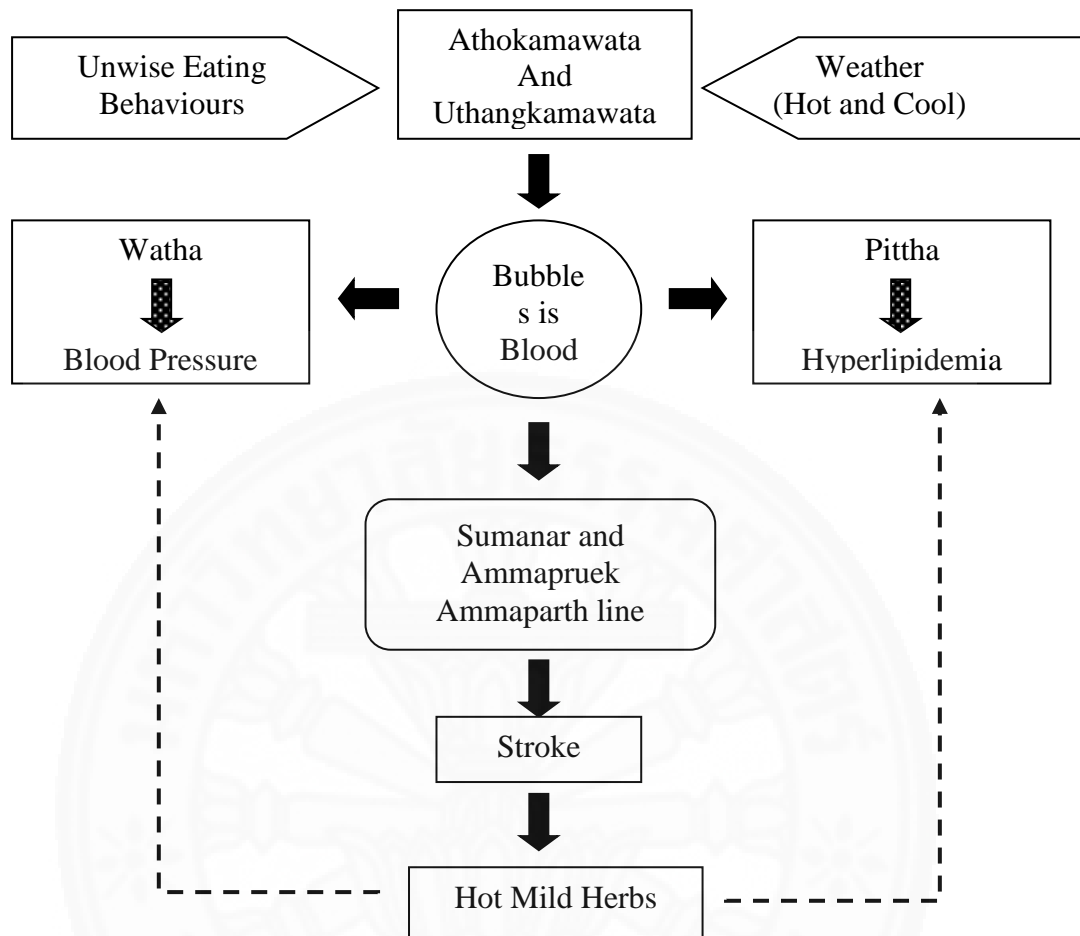 Unwise Eating
Behaviours
Athokamawata
And
Uthangkamawata
Weather
(Hot and Cool)
Watha
Blood Pressure
Bubble
s is
Blood
Pittha
Hyperlipidemia
Sumanar and
Ammapruek
Ammaparth line
Stroke
Hot Mild Herbs